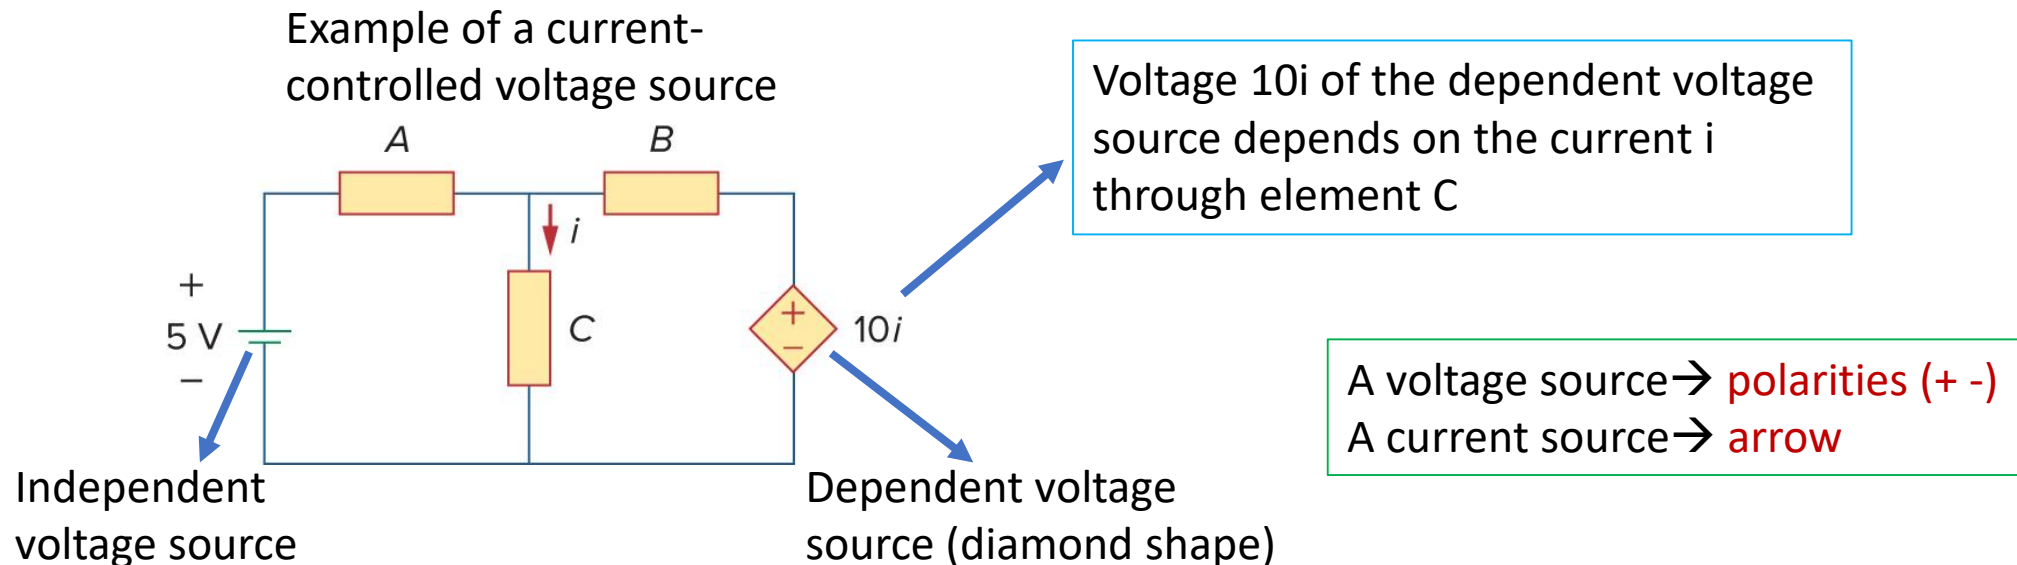 Example of a current-
controlled voltage source
Voltage 10i of the dependent voltage
source depends on the current i
through element C
A
B
i
+
5 V
−
C
+
−
10i
A voltage source→ polarities (+ -)
A current source→ arrow
Independent
voltage source
Dependent voltage
source (diamond shape)